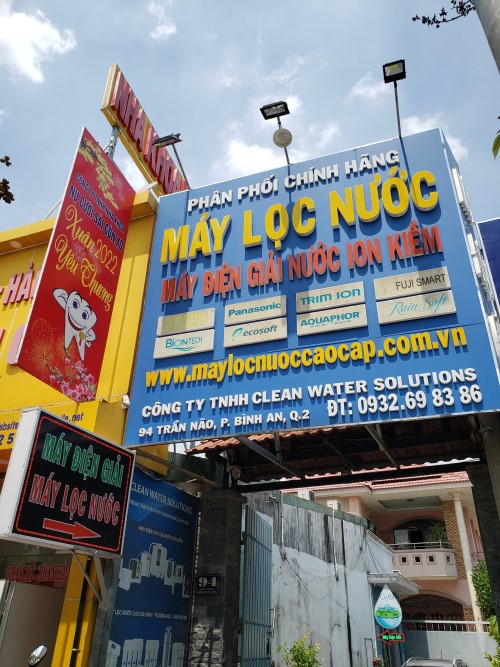 NHA KHOA
Xuân 2022
Yêu Thương
PHÂN PHỐI CHÍNH HÃNG
MÁY LỌC NƯỚC
MÁY ĐIỆN GIẢI NƯỚC ION KIỀM
Panasonic
TRIM ION
FUJI SMART
BIONTECH
ecosoft
AQUAPHOR
Rain Soft
www.maylocnuoccaocap.com.vn
CÔNG TY TNHH CLEAN WATER SOLUTIONS
94 TRẦN NÃO, P. BÌNH AN, Q.2 ĐT: 0932.69 83 86
MÁY ĐIỆN GIẢI
MÁY LỌC NƯỚC
CLEAN WATER SOLUTIONS
94